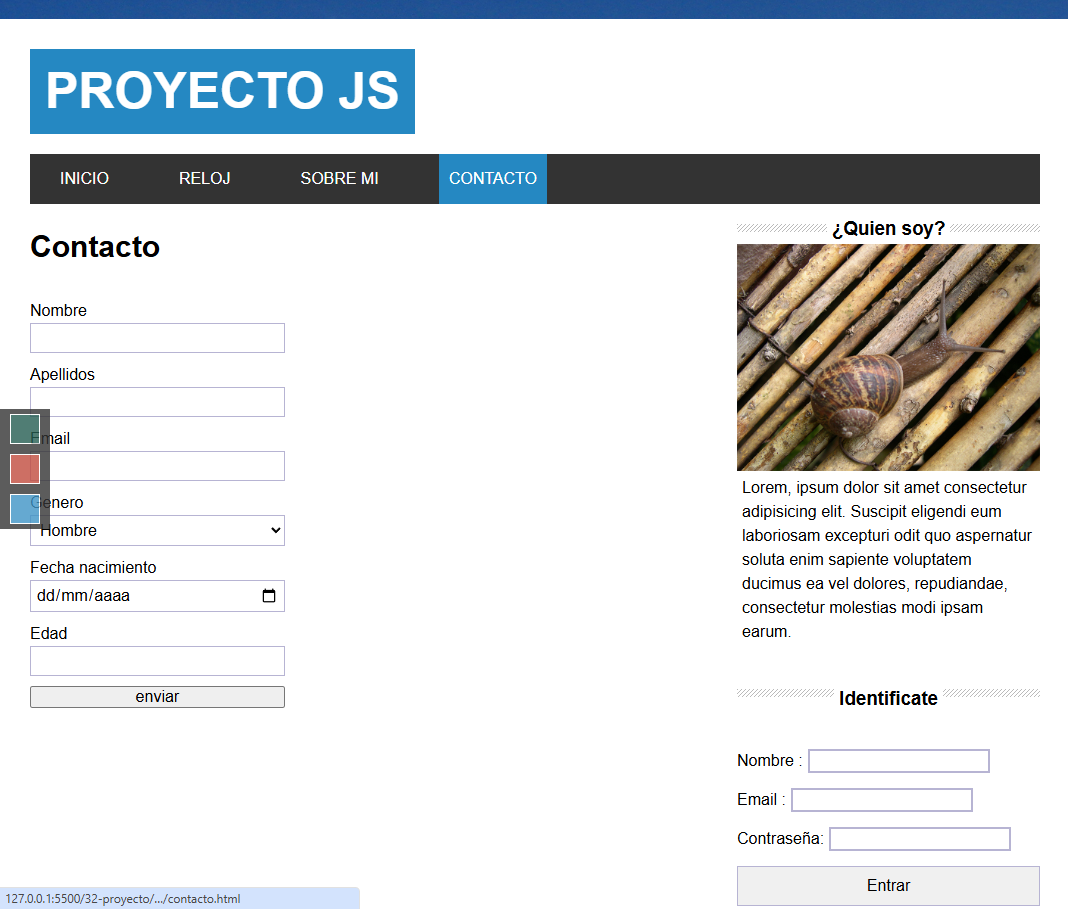 PROYECTO JS
INICIO
RELOJ
SOBRE MI
CONTACTO
Contacto
Nombre
Apellidos
Email
Genero
Hombre
Fecha nacimiento
dd/mm/aaaa
Edad
enviar
¿Quien soy?
Lorem, ipsum dolor sit amet consectetur
adipisicing elit. Suscipit eligendi eum
laboriosam excepturi odit quo aspernatur
soluta enim sapiente voluptatem
ducimus ea vel dolores, repudiandae,
consectetur molestias modi ipsam
earum.
Identificate
Nombre :
Email :
Contraseña:
Entrar
127.0.0.1:5500/32-proyecto/.../contacto.html